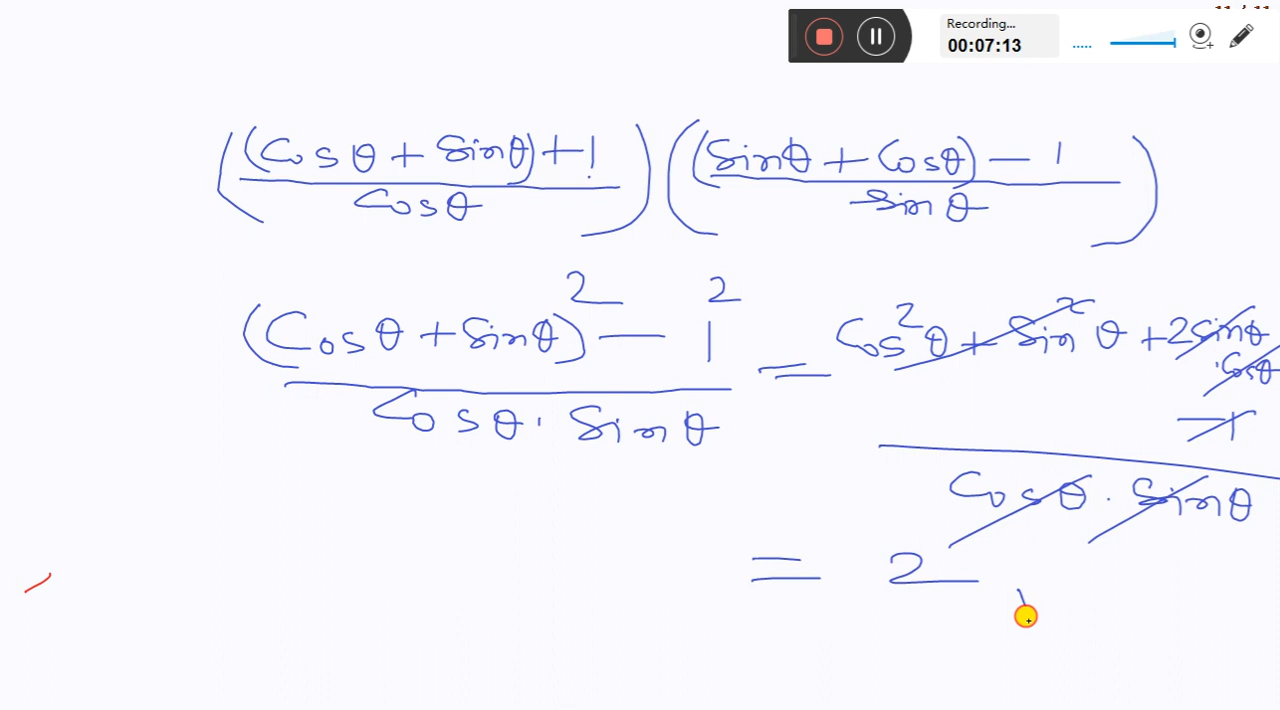 Recording...
00:07:13
((Cosθ + Sinθ) + 1 / Cosθ) ((Sinθ + Cosθ) − 1 / Sinθ)
(Cosθ + Sinθ)² − 1² / Cosθ · Sinθ = Cos²θ + Sin²θ + 2Sinθ · Cosθ − 1 / Cosθ · Sinθ
= 2